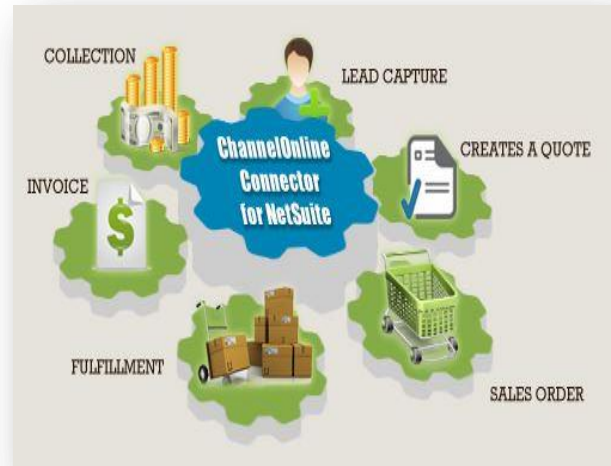 COLLECTION
LEAD CAPTURE
ChannelOnline
Connector
for NetSuite
CREATES A QUOTE
INVOICE
$
FULFILLMENT
SALES ORDER